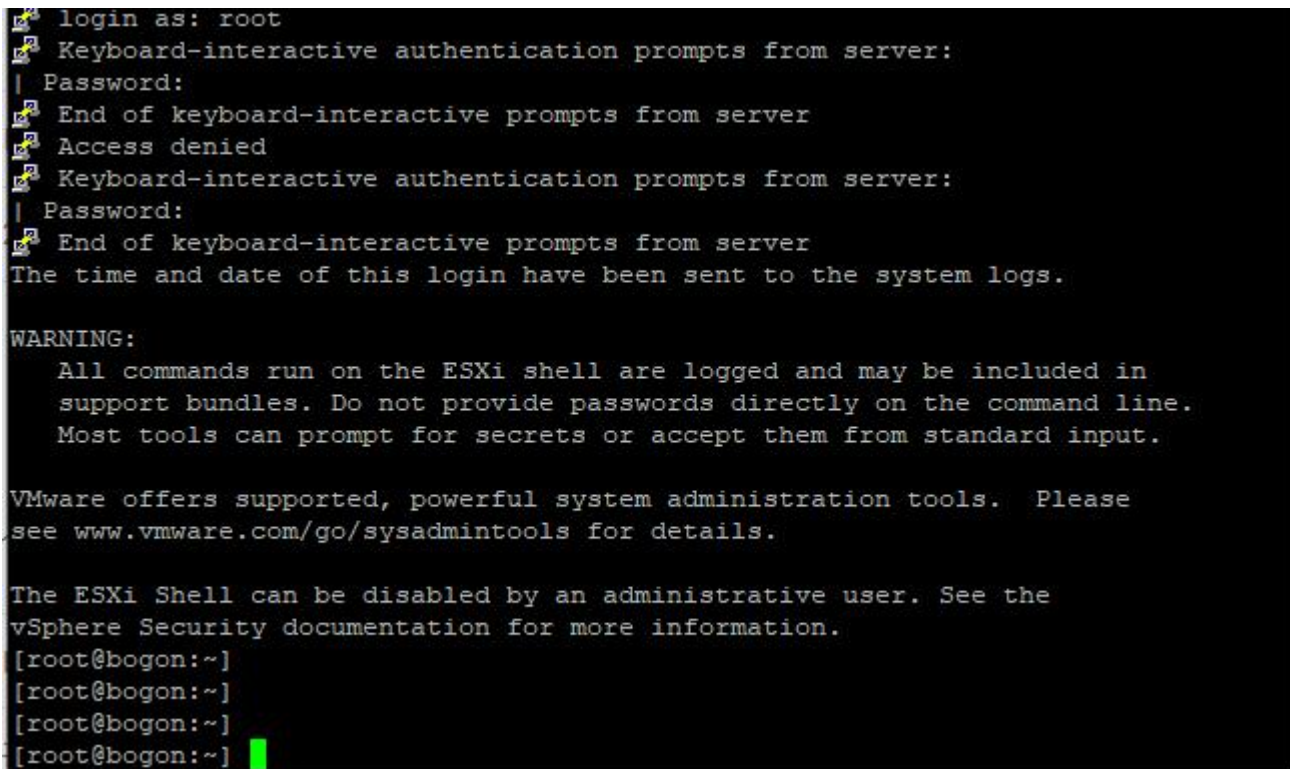 login as: root
Keyboard-interactive authentication prompts from server:
| Password:
End of keyboard-interactive prompts from server
Access denied
Keyboard-interactive authentication prompts from server:
| Password:
End of keyboard-interactive prompts from server
The time and date of this login have been sent to the system logs.
WARNING:
All commands run on the ESXi shell are logged and may be included in
support bundles. Do not provide passwords directly on the command line.
Most tools can prompt for secrets or accept them from standard input.
VMware offers supported, powerful system administration tools.  Please
see www.vmware.com/go/sysadmintools for details.
The ESXi Shell can be disabled by an administrative user. See the
vSphere Security documentation for more information.
[root@bogon:~]
[root@bogon:~]
[root@bogon:~]
[root@bogon:~]